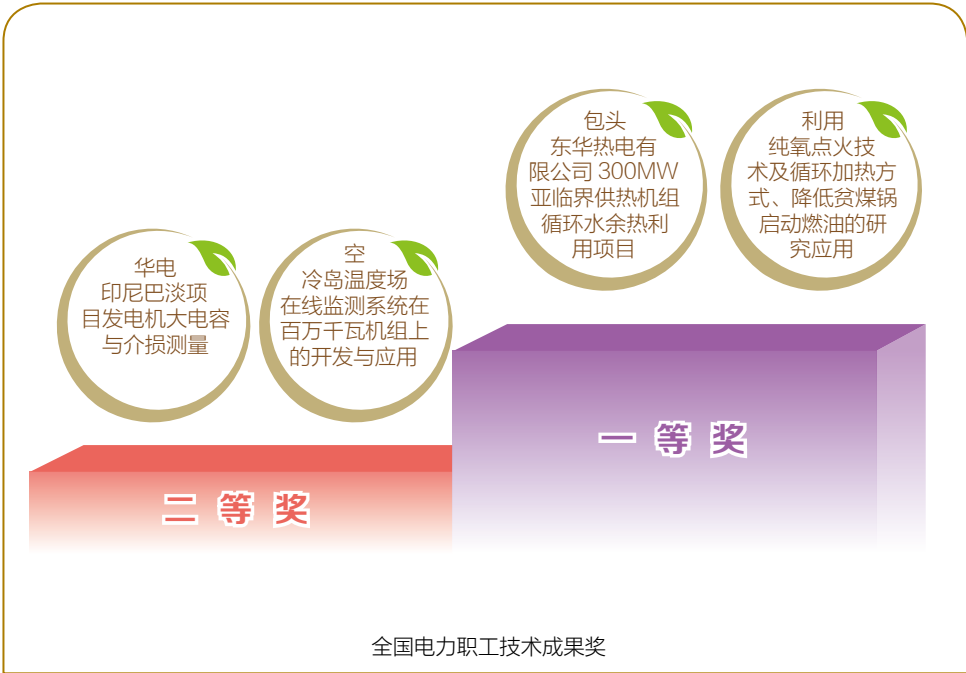 包头
东华热电有
限公司 300MW
亚临界供热机组
循环水余热利
用项目
利用
纯氧点火技
术及循环加热方
式、降低贫煤锅
启动燃油的研
究应用
华电
印尼巴淡项
目发电机大电容
与介损测量
空
冷岛温度场
在线监测系统在
百万千瓦机组上
的开发与应用
一等奖
二等奖
全国电力职工技术成果奖